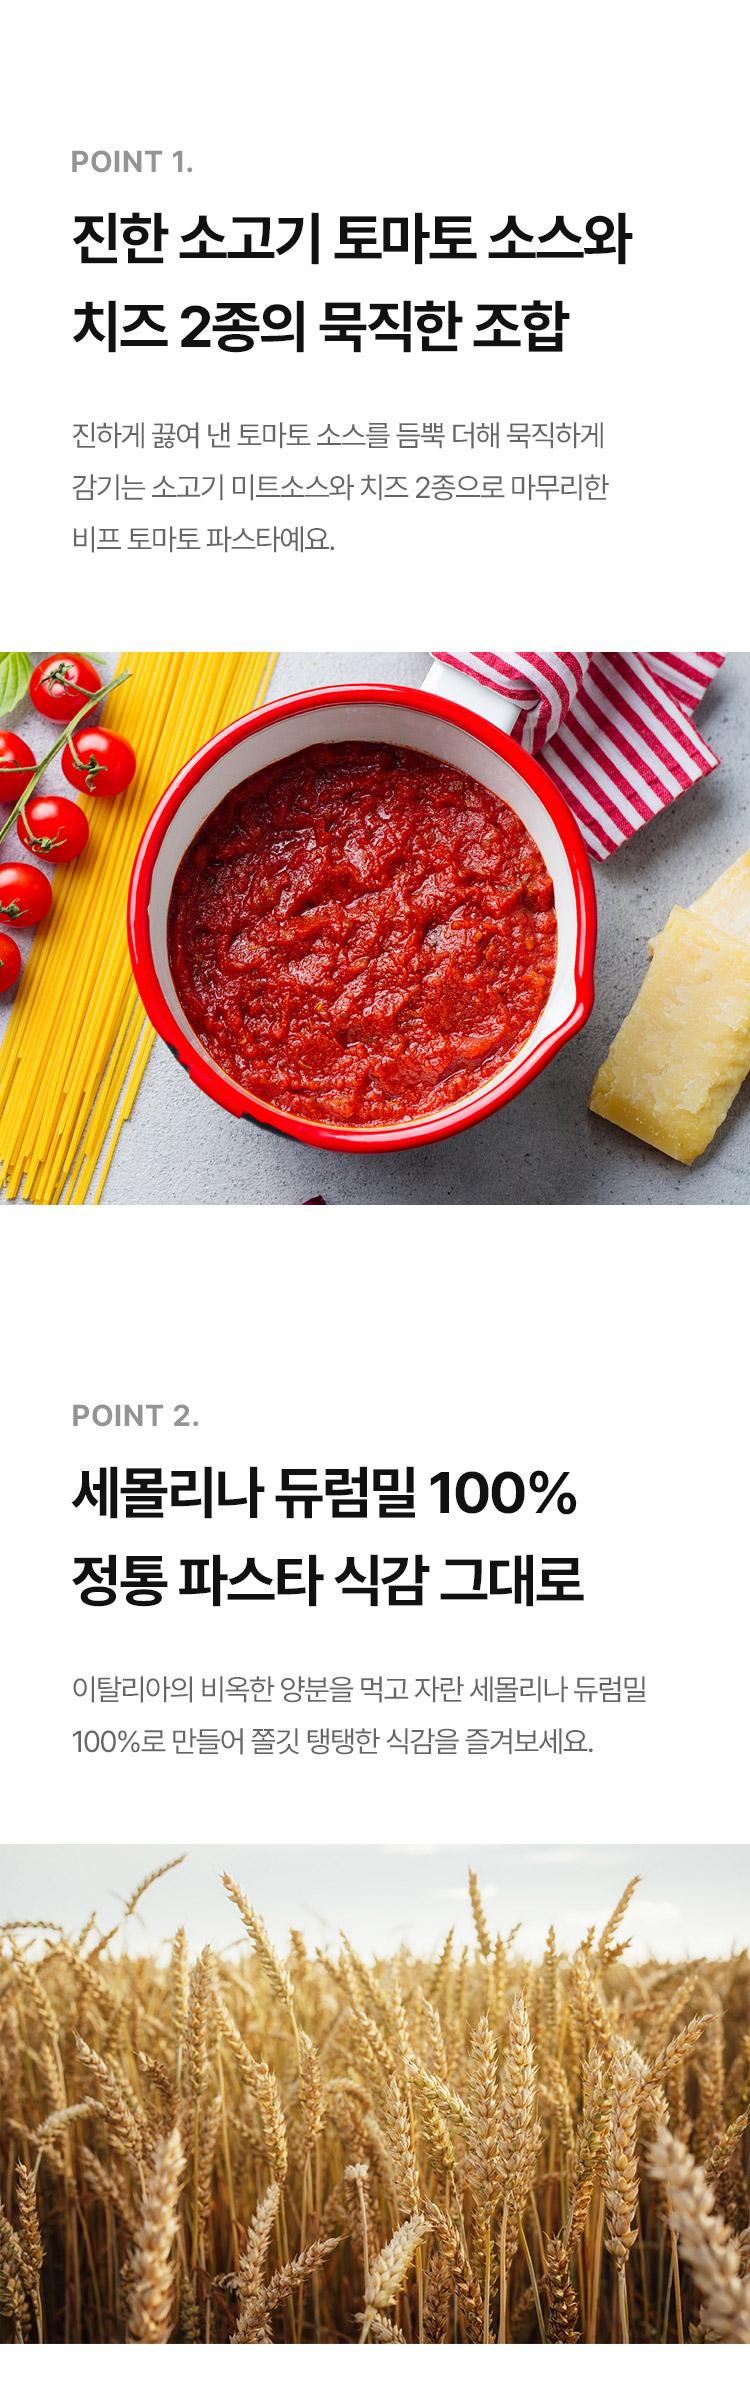 POINT 1.
진한 소고기 토마토 소스와
치즈 2종의 묵직한 조합
진하게 끓여 낸 토마토 소스를 듬뿍 더해 묵직하게
감기는 소고기 미트소스와 치즈 2종으로 마무리한
비프 토마토 파스타예요.
POINT 2.
세몰리나 듀럼밀 100%
정통 파스타 식감 그대로
이탈리아의 비옥한 양분을 먹고 자란 세몰리나 듀럼밀
100%로 만들어 쫄깃 탱탱한 식감을 즐겨보세요.